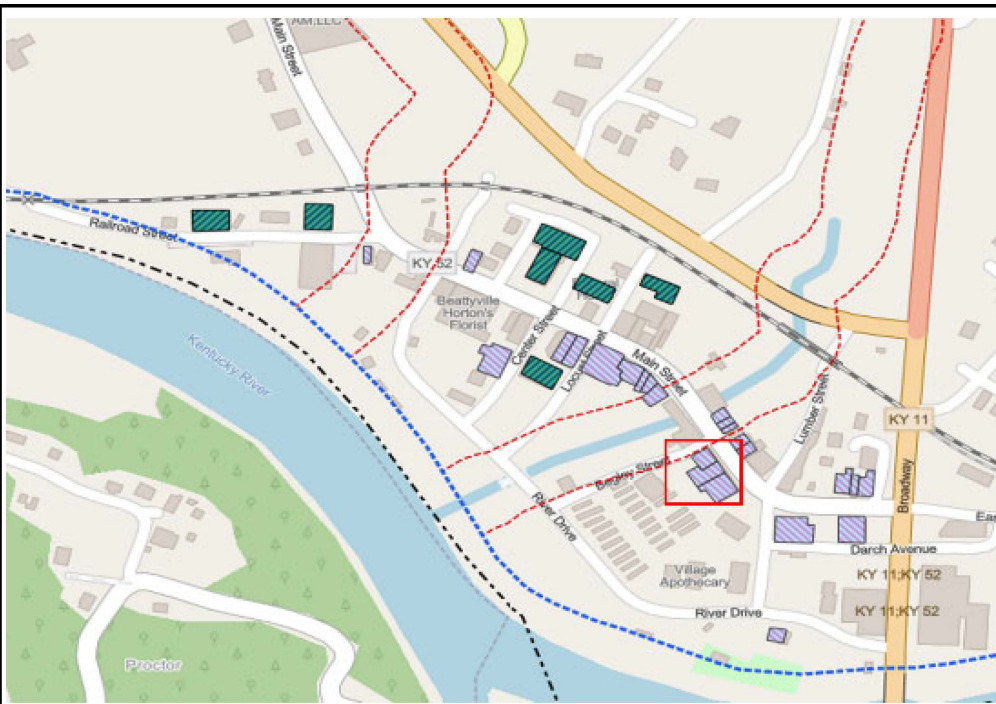 AM LLC
Main Street
Railroad Street
KY 52
Beattyville
Horton's
Florist
Center Street
Locust Street
Main Street
Kentucky River
Lumber Street
KY 11
Begley Street
Broadway
River Drive
Darch Avenue
Village
Apothecary
KY 11;KY 52
River Drive
KY 11;KY 52
Proctor